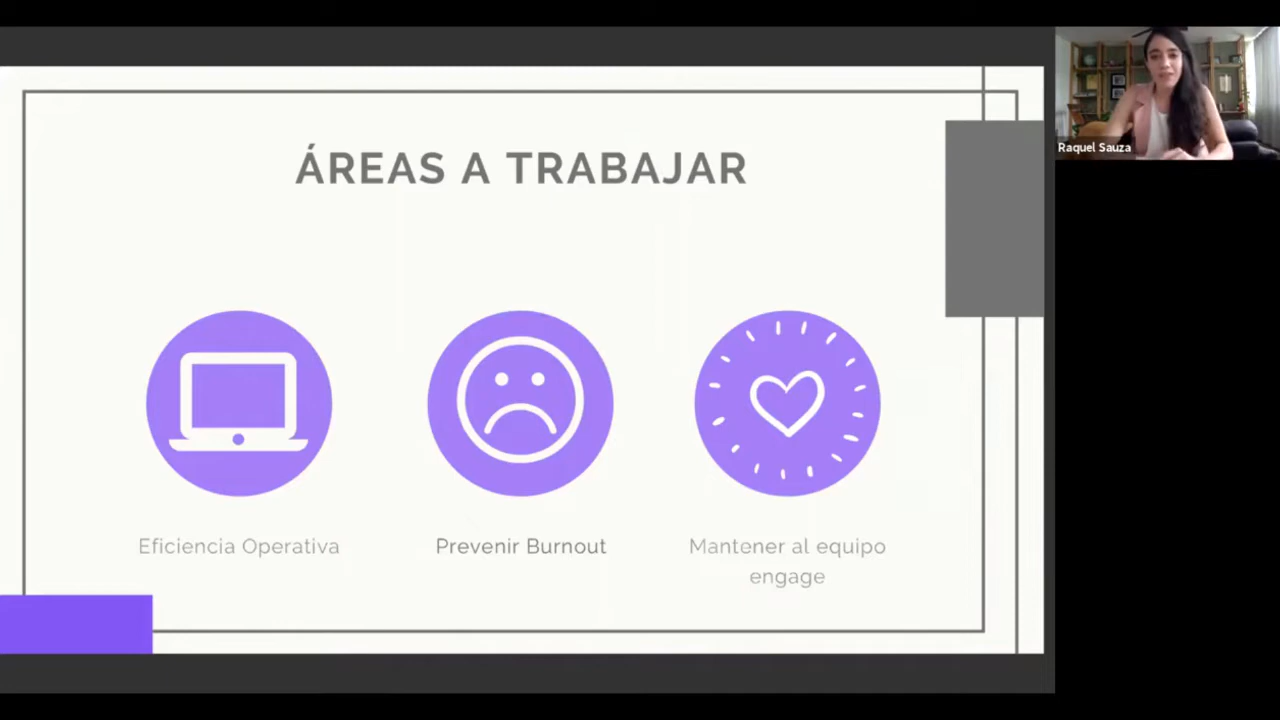 ÁREAS A TRABAJAR
Eficiencia Operativa
Prevenir Burnout
Mantener al equipo
engage
Raquel Sauza